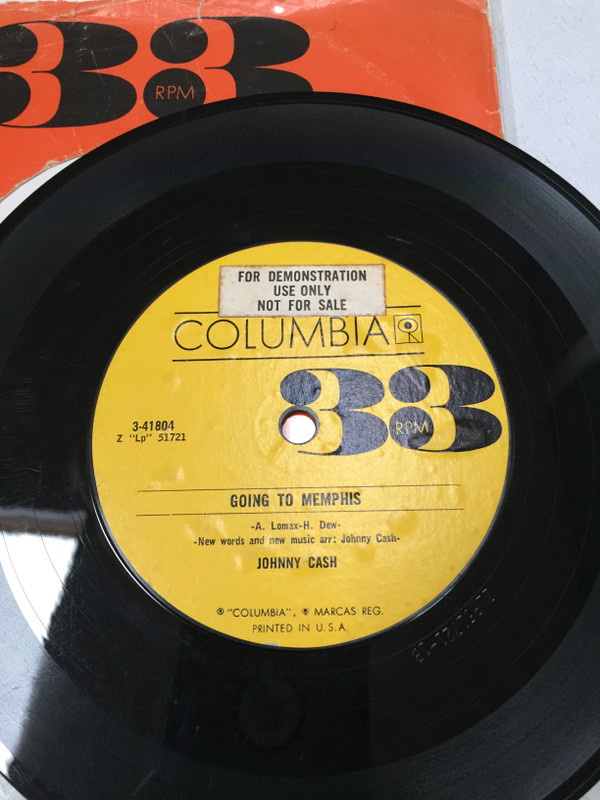 33
RPM
FOR DEMONSTRATION
USE ONLY
NOT FOR SALE
COLUMBIA
33
RPM
3-41804
Z "Lp" 51721
GOING TO MEMPHIS
-A. Lomax-H. Dew-
-New words and new music arr: Johnny Cash-
JOHNNY CASH
® "COLUMBIA", ® MARCAS REG.
PRINTED IN U.S.A.